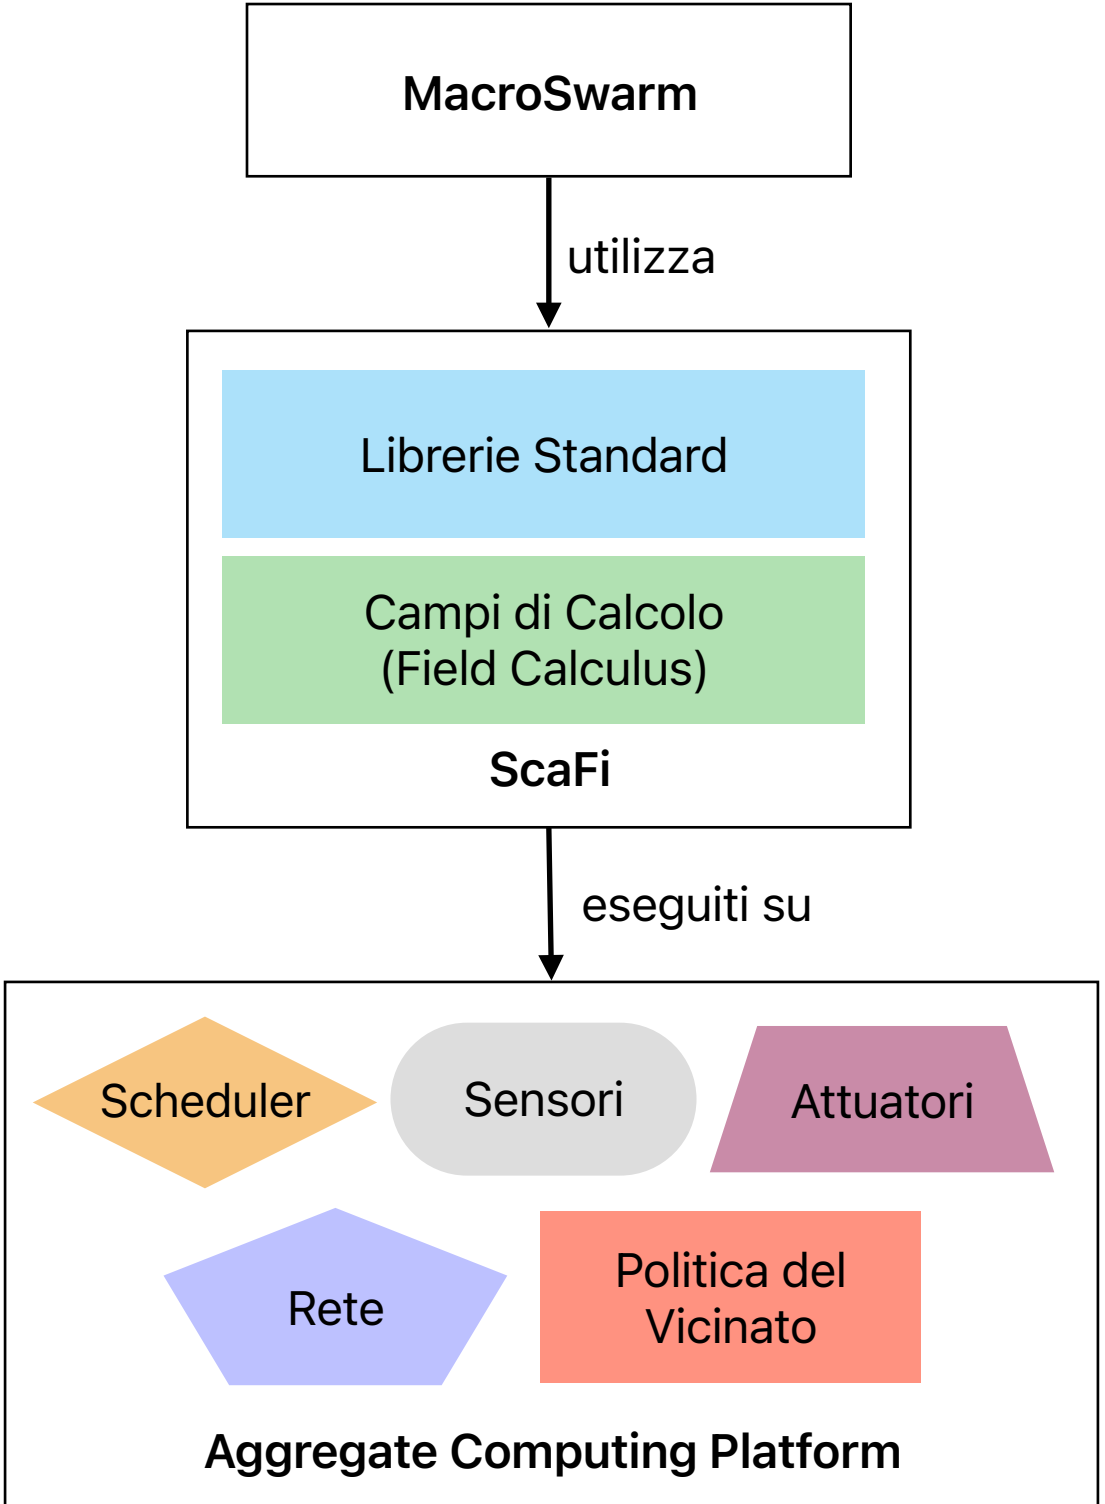 MacroSwarm
utilizza
Librerie Standard
Campi di Calcolo
(Field Calculus)
ScaFi
eseguiti su
Scheduler
Sensori
Attuatori
Rete
Politica del
Vicinato
Aggregate Computing Platform